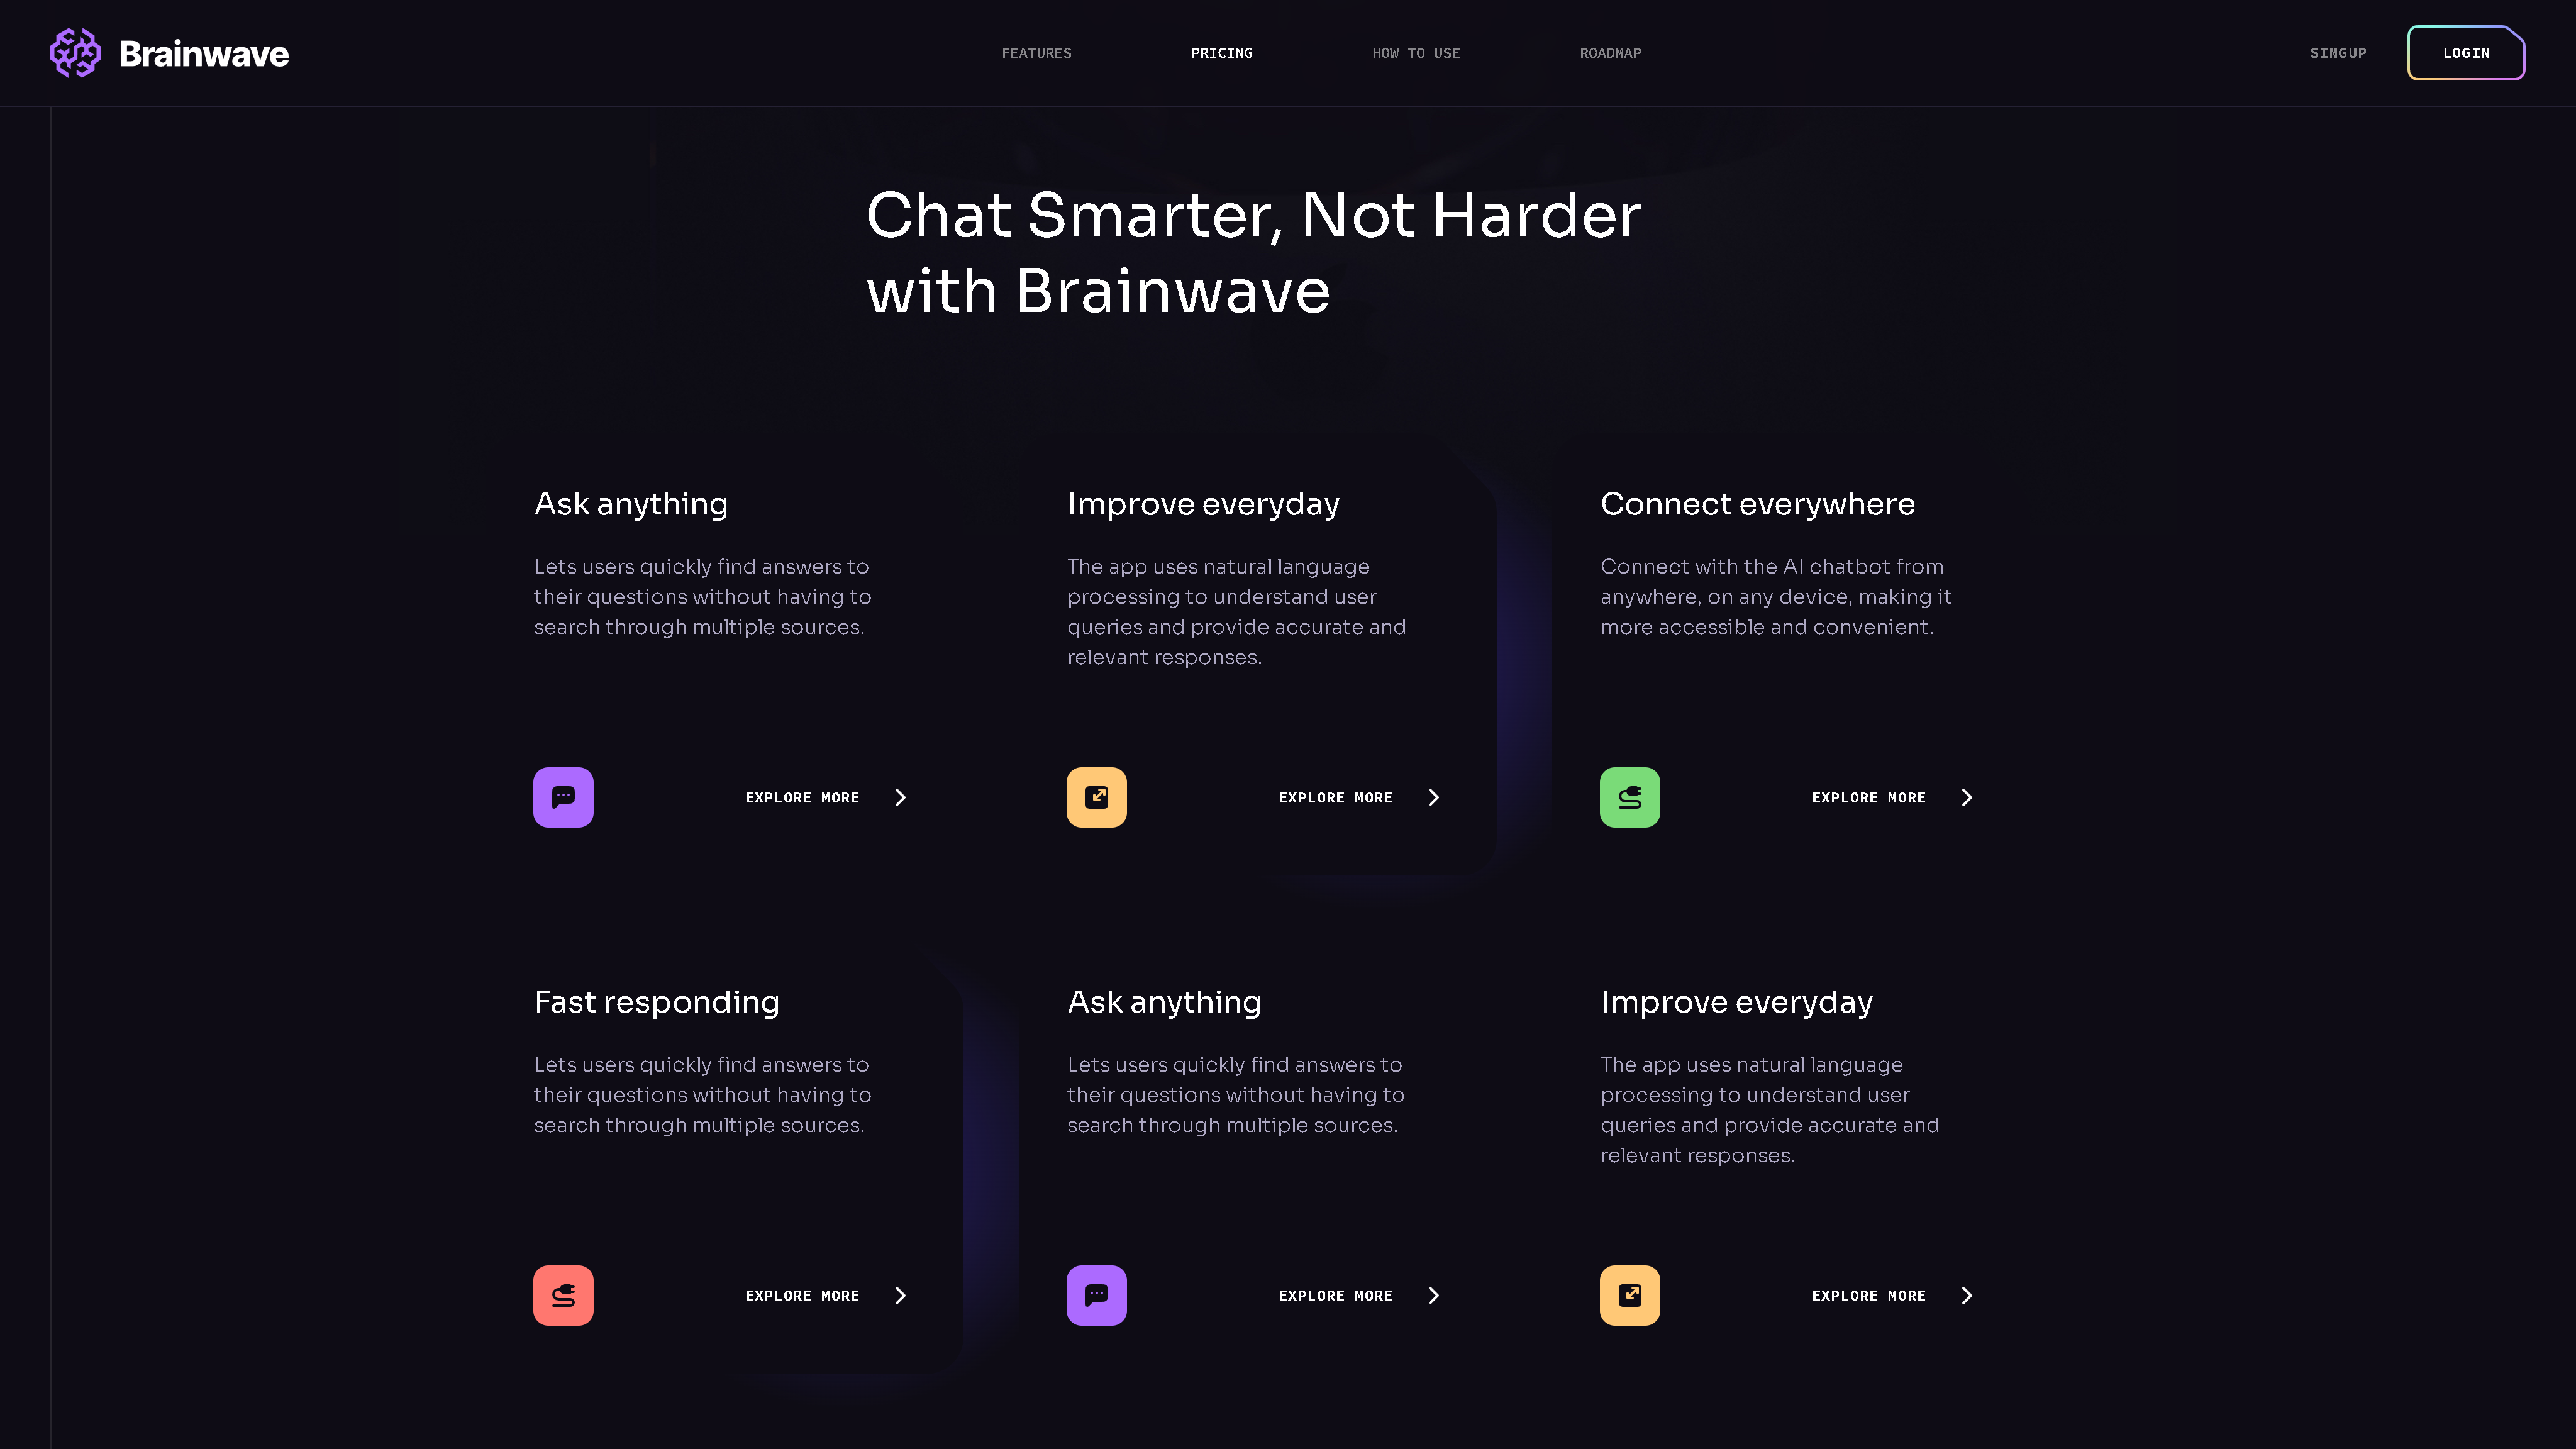 Brainwave
FEATURES
PRICING
HOW TO USE
ROADMAP
SINGUP
LOGIN
Chat Smarter, Not Harder
with Brainwave
Ask anything
Lets users quickly find answers to
their questions without having to
search through multiple sources.
EXPLORE MORE
Improve everyday
The app uses natural language
processing to understand user
queries and provide accurate and
relevant responses.
EXPLORE MORE
Connect everywhere
Connect with the AI chatbot from
anywhere, on any device, making it
more accessible and convenient.
EXPLORE MORE
Fast responding
Lets users quickly find answers to
their questions without having to
search through multiple sources.
EXPLORE MORE
Ask anything
Lets users quickly find answers to
their questions without having to
search through multiple sources.
EXPLORE MORE
Improve everyday
The app uses natural language
processing to understand user
queries and provide accurate and
relevant responses.
EXPLORE MORE